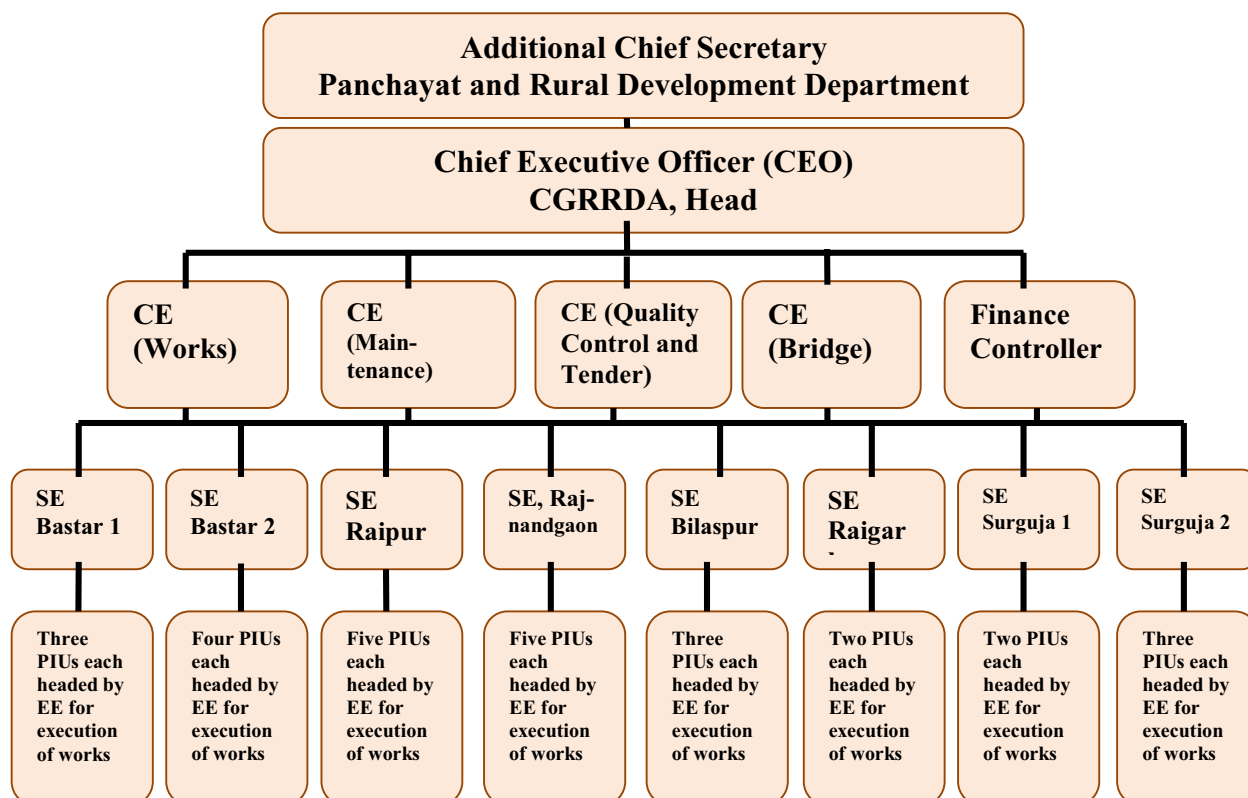 Additional Chief Secretary
Panchayat and Rural Development Department
Chief Executive Officer (CEO)
CGRRDA, Head
CE
(Works)
CE
(Main-
tenance)
CE (Quality
Control and
Tender)
CE
(Bridge)
Finance
Controller
SE
Bastar 1
SE
Bastar 2
SE
Raipur
SE, Raj-
nandgaon
SE
Bilaspur
SE
Raigar
SE
Surguja 1
SE
Surguja 2
Three
PIUs each
headed by
EE for
execution
of works
Four PIUs
each
headed by
EE for
execution
of works
Five PIUs
each
headed by
EE for
execution
of works
Five PIUs
each
headed by
EE for
execution
of works
Three
PIUs each
headed by
EE for
execution
of works
Two PIUs
each
headed by
EE for
execution
of works
Two PIUs
each
headed by
EE for
execution
of works
Three
PIUs each
headed by
EE for
execution
of works